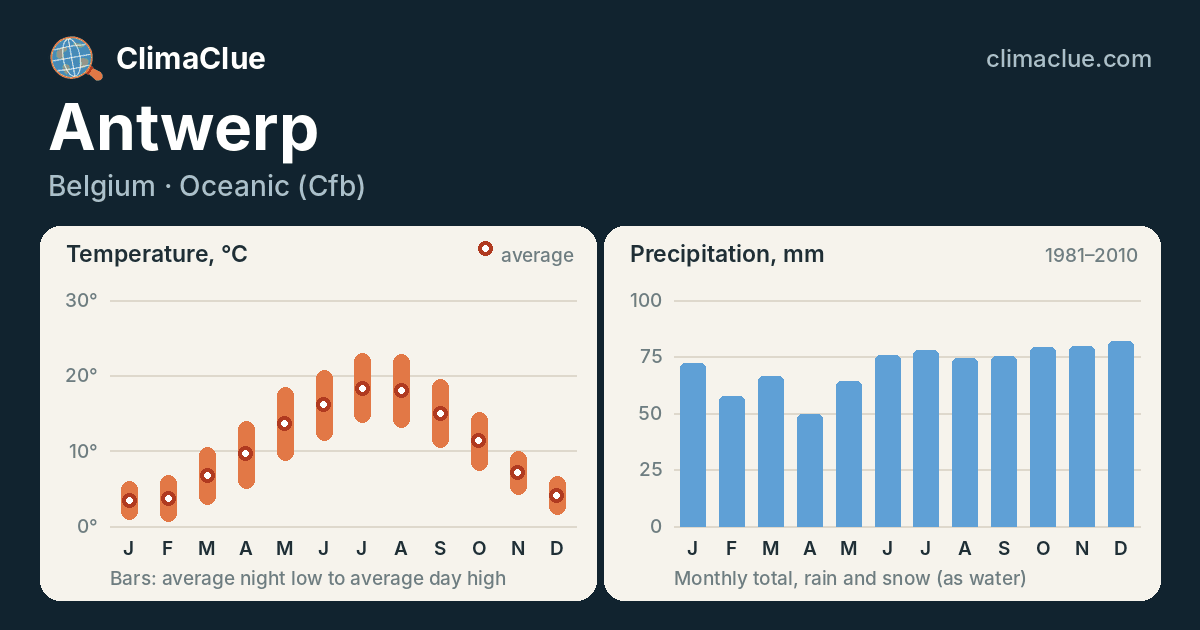 ClimaClue
climaclue.com
Antwerp
Belgium · Oceanic (Cfb)
Temperature, °C
average
30°
20°
10°
0°
J F M A M J J A S O N D
Bars: average night low to average day high
Precipitation, mm
1981–2010
100
75
50
25
0
J F M A M J J A S O N D
Monthly total, rain and snow (as water)